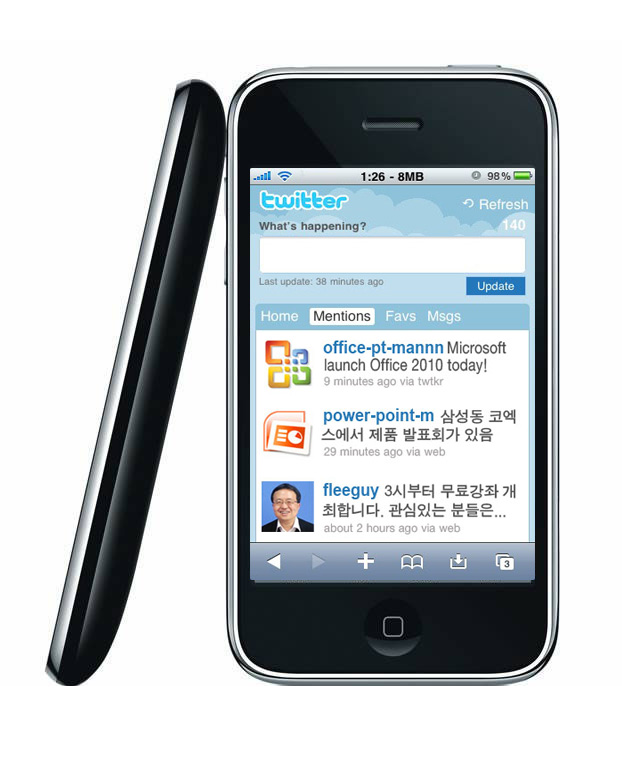 1:26 - 8MB 98%
twitter Refresh
What's happening? 140
Last update: 38 minutes ago Update
Home Mentions Favs Msgs
office-pt-mannn Microsoft
launch Office 2010 today!
9 minutes ago via twtkr
power-point-m 삼성동 코엑
스에서 제품 발표회가 있음
29 minutes ago via web
fleeguy 3시부터 무료강좌 개
최합니다. 관심있는 분들은...
about 2 hours ago via web
3